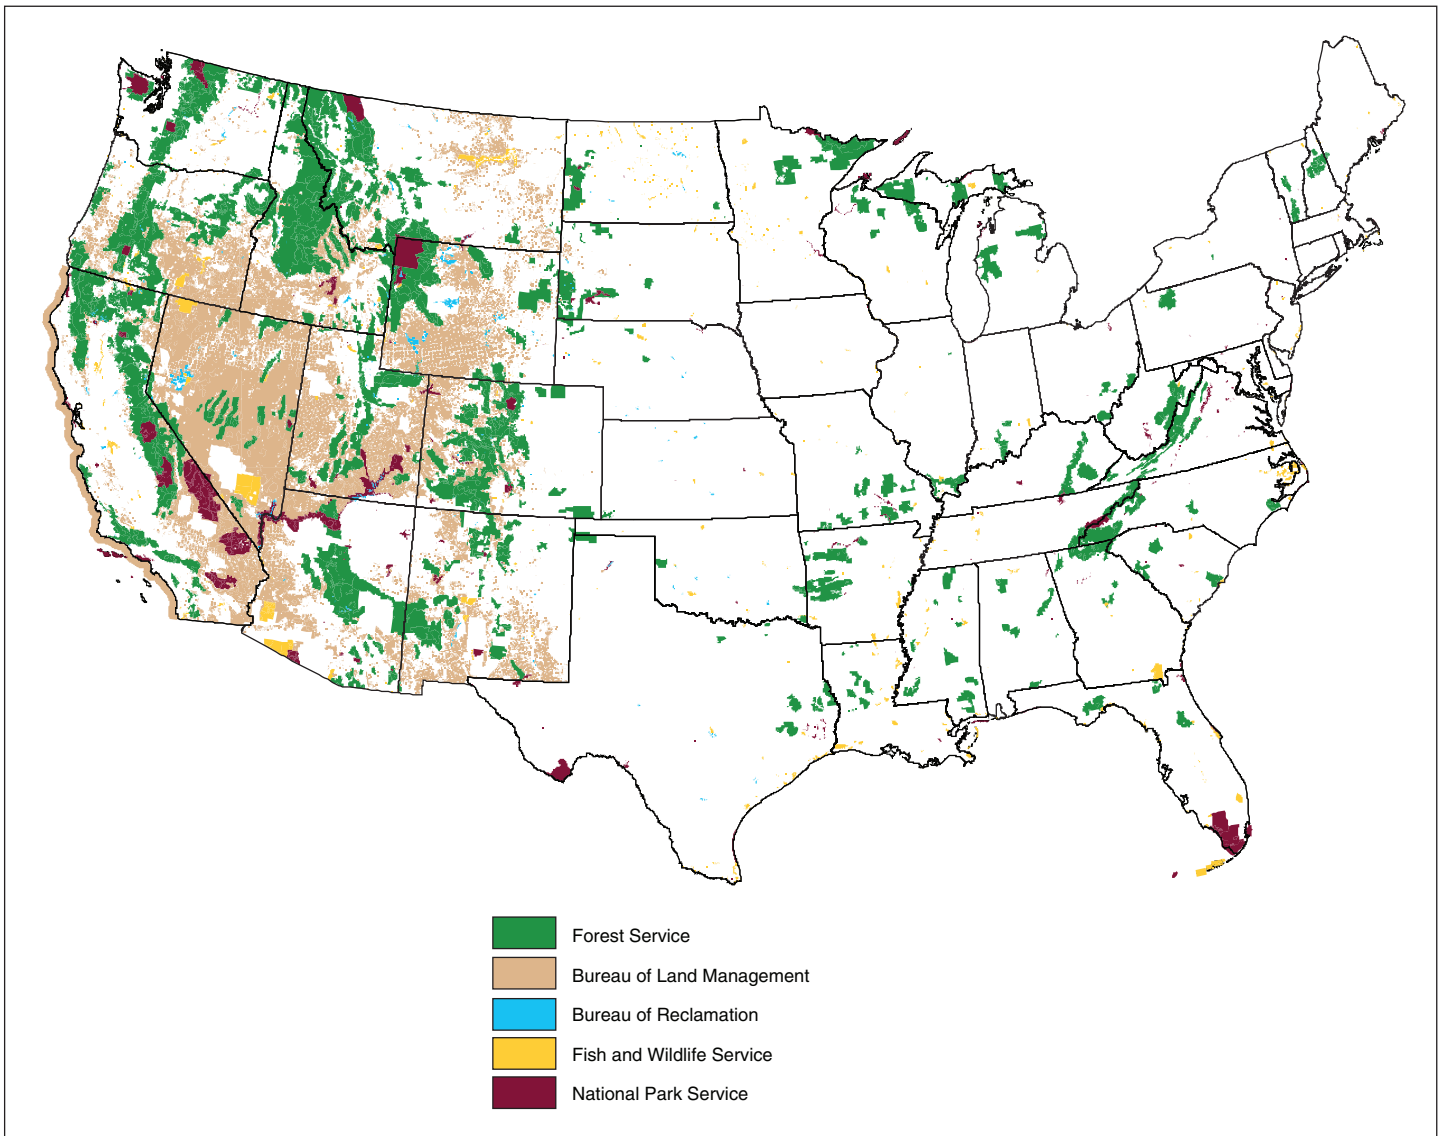 Forest Service
Bureau of Land Management
Bureau of Reclamation
Fish and Wildlife Service
National Park Service